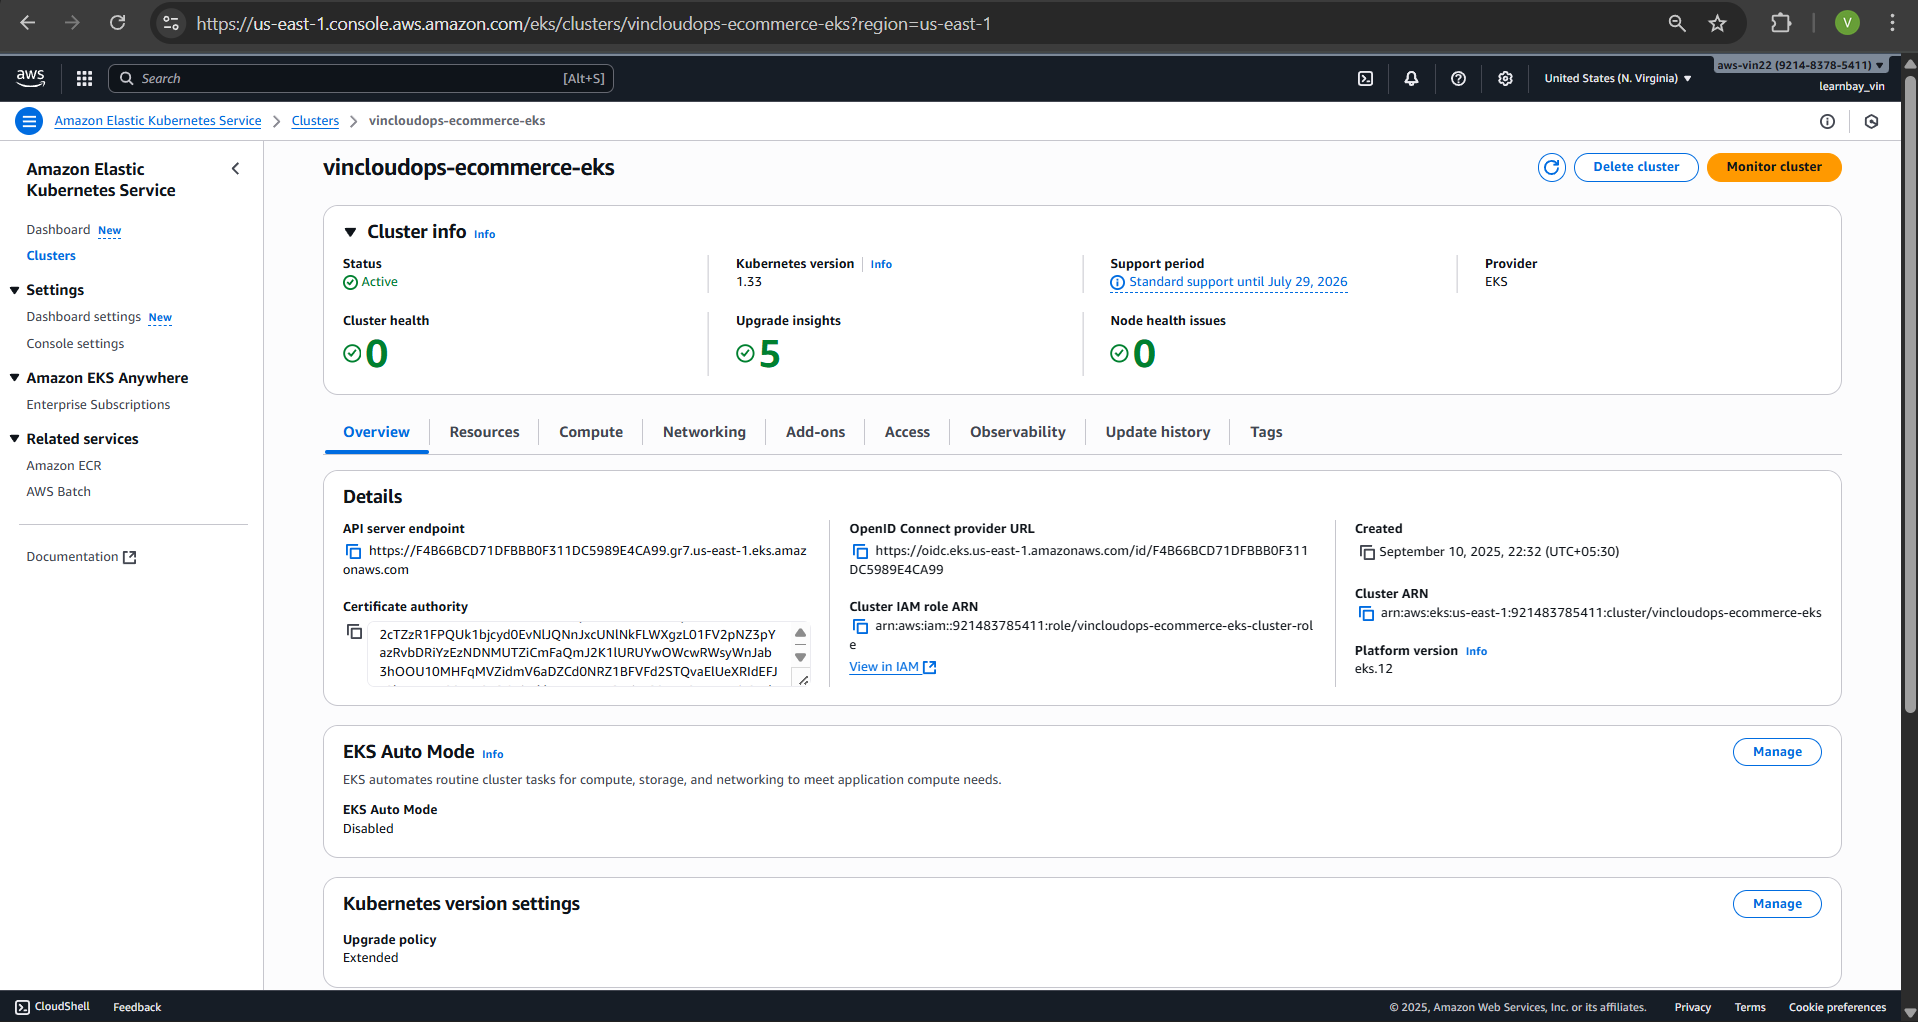 https://us-east-1.console.aws.amazon.com/eks/clusters/vincloudops-ecommerce-eks?region=us-east-1
V
aws
Search
[Alt+S]
United States (N. Virginia)
aws-vin22 (9214-8378-5411)
learnbay_vin
Amazon Elastic Kubernetes Service
Clusters
vincloudops-ecommerce-eks
Amazon Elastic
Kubernetes Service
Dashboard New
Clusters
Settings
Dashboard settings New
Console settings
Amazon EKS Anywhere
Enterprise Subscriptions
Related services
Amazon ECR
AWS Batch
Documentation
vincloudops-ecommerce-eks
Delete cluster
Monitor cluster
Cluster info Info
Status
Active
Kubernetes version Info
1.33
Support period
Standard support until July 29, 2026
Provider
EKS
Cluster health
0
Upgrade insights
5
Node health issues
0
Overview
Resources
Compute
Networking
Add-ons
Access
Observability
Update history
Tags
Details
API server endpoint
https://F4B66BCD71DFBBB0F311DC5989E4CA99.gr7.us-east-1.eks.amaz
onaws.com
Certificate authority
2cTZzR1FPQUk1bjcyd0EvNlJQNnJxcUNlNkFLWXgzL01FV2pNZ3pY
azRvbDRiYzEzNDNMUTZiCmFaQmJ2K1lURUYwOWcwRWsyWnJab
3hOOU10MHFqMVZidmV6aDZCd0NRZ1BFVFd2STQvaElUeXRIdEFJ
OpenID Connect provider URL
https://oidc.eks.us-east-1.amazonaws.com/id/F4B66BCD71DFBBB0F311
DC5989E4CA99
Cluster IAM role ARN
arn:aws:iam::921483785411:role/vincloudops-ecommerce-eks-cluster-rol
e
View in IAM
Created
September 10, 2025, 22:32 (UTC+05:30)
Cluster ARN
arn:aws:eks:us-east-1:921483785411:cluster/vincloudops-ecommerce-eks
Platform version Info
eks.12
EKS Auto Mode Info
Manage
EKS automates routine cluster tasks for compute, storage, and networking to meet application compute needs.
EKS Auto Mode
Disabled
Kubernetes version settings
Manage
Upgrade policy
Extended
CloudShell
Feedback
© 2025, Amazon Web Services, Inc. or its affiliates.
Privacy
Terms
Cookie preferences